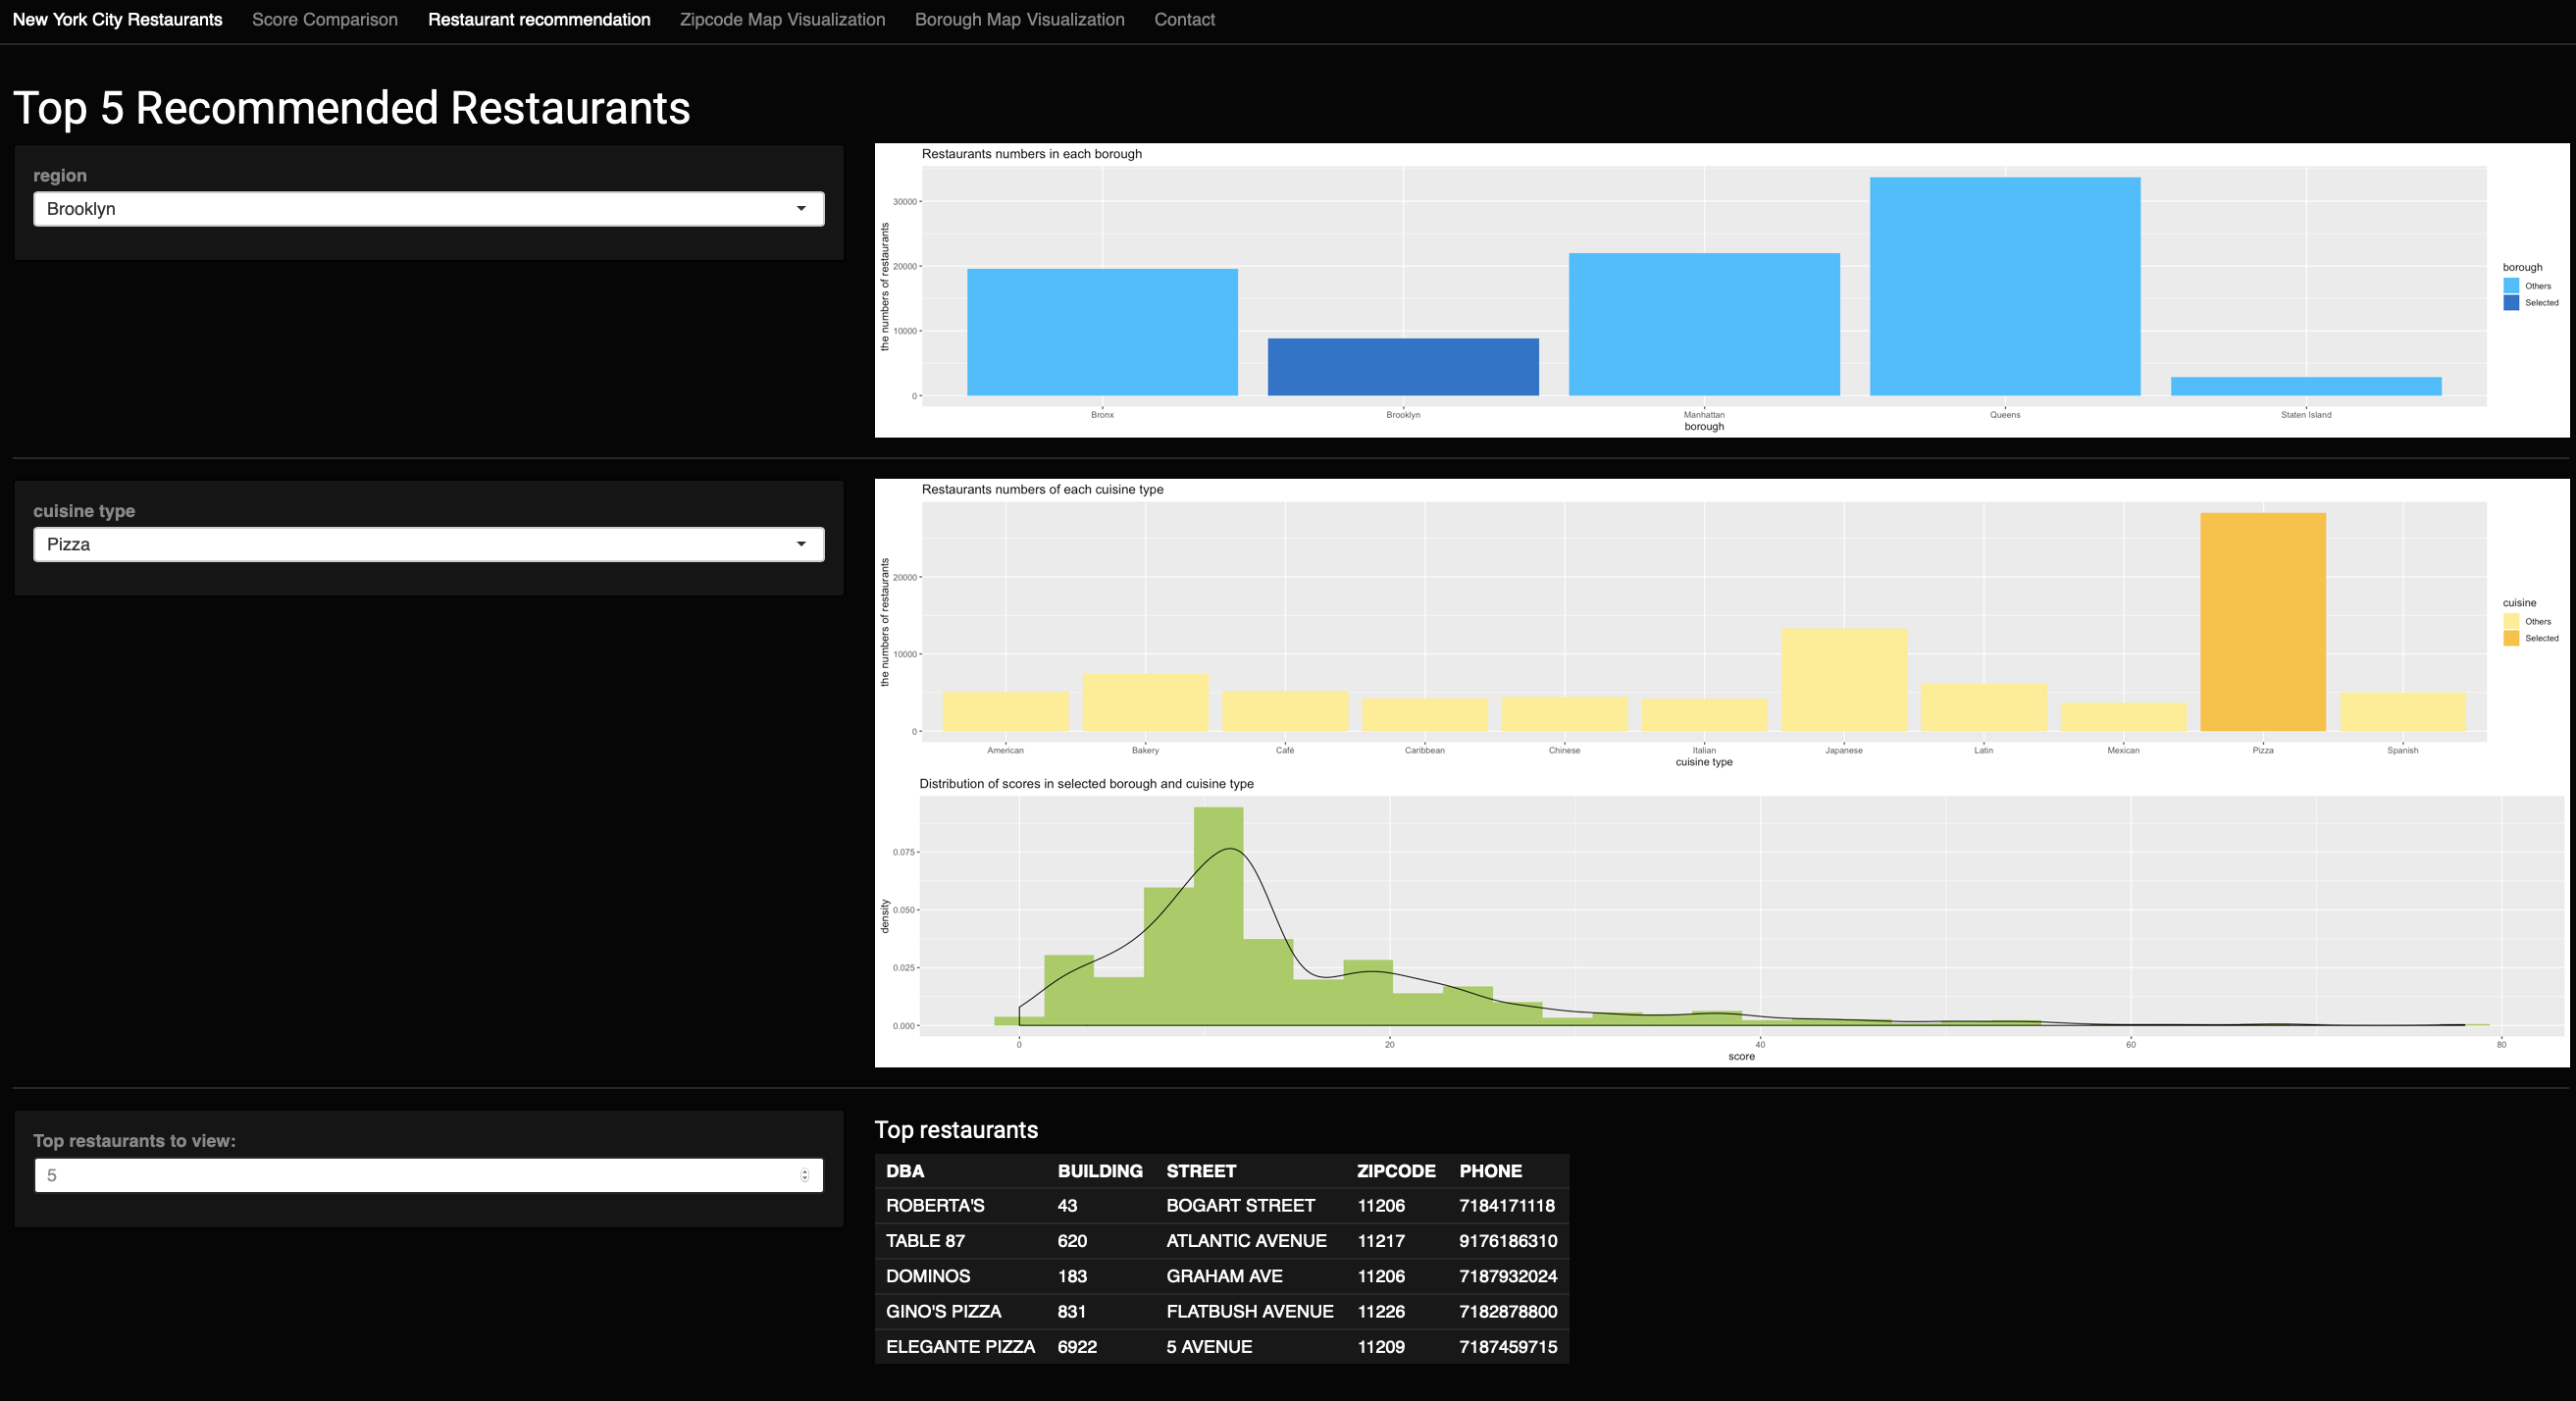 New York City Restaurants Score Comparison Restaurant recommendation Zipcode Map Visualization Borough Map Visualization Contact
Top 5 Recommended Restaurants
region
Brooklyn
Restaurants numbers in each borough
the numbers of restaurants
30000
20000
10000
0
Bronx Brooklyn Manhattan Queens Staten Island
borough
borough
Others
Selected
cuisine type
Pizza
Restaurants numbers of each cuisine type
the numbers of restaurants
20000
10000
0
American Bakery Café Caribbean Chinese Italian Japanese Latin Mexican Pizza Spanish
cuisine type
cuisine
Others
Selected
Distribution of scores in selected borough and cuisine type
density
0.075
0.050
0.025
0.000
0 20 40 60 80
score
Top restaurants to view:
5
Top restaurants
DBA BUILDING STREET ZIPCODE PHONE
ROBERTA'S 43 BOGART STREET 11206 7184171118
TABLE 87 620 ATLANTIC AVENUE 11217 9176186310
DOMINOS 183 GRAHAM AVE 11206 7187932024
GINO'S PIZZA 831 FLATBUSH AVENUE 11226 7182878800
ELEGANTE PIZZA 6922 5 AVENUE 11209 7187459715